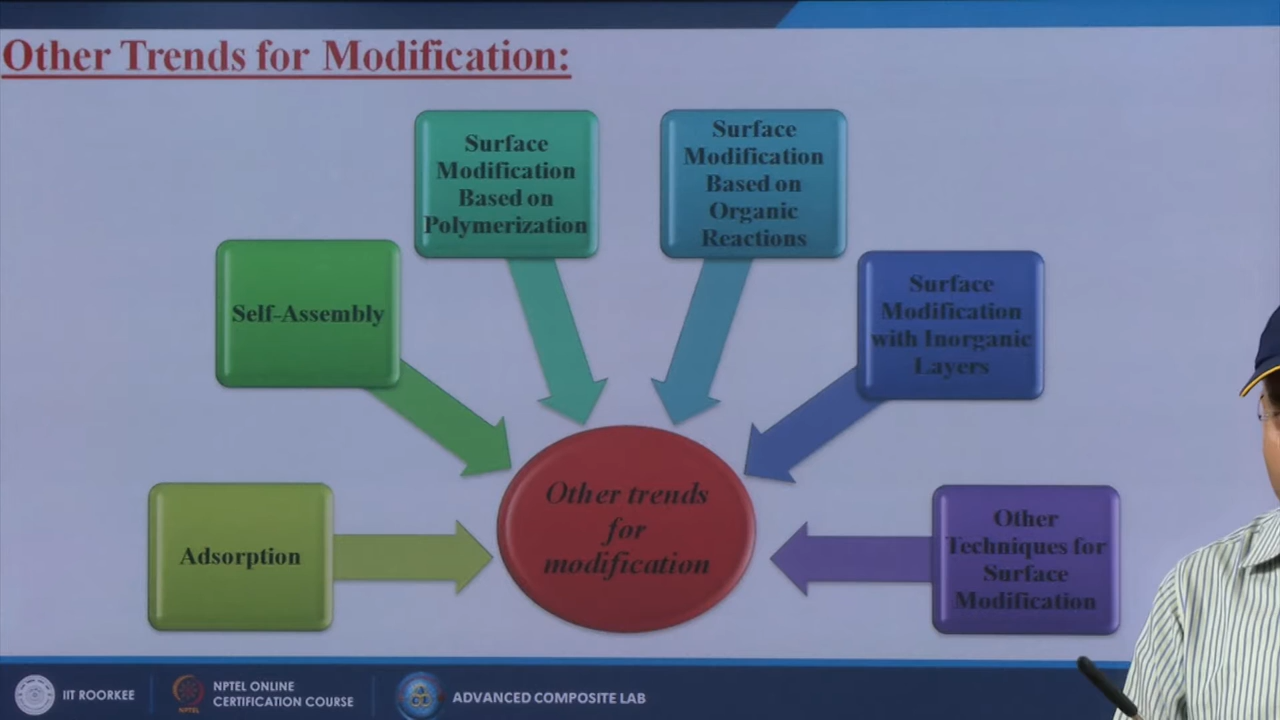 Other Trends for Modification:
Surface
Modification
Based on
Polymerization
Surface
Modification
Based on
Organic
Reactions
Self-Assembly
Surface
Modification
with Inorganic
Layers
Adsorption
Other trends
for
modification
Other
Techniques for
Surface
Modification
IIT ROORKEE
NPTEL ONLINE
CERTIFICATION COURSE
NPTEL
ADVANCED COMPOSITE LAB